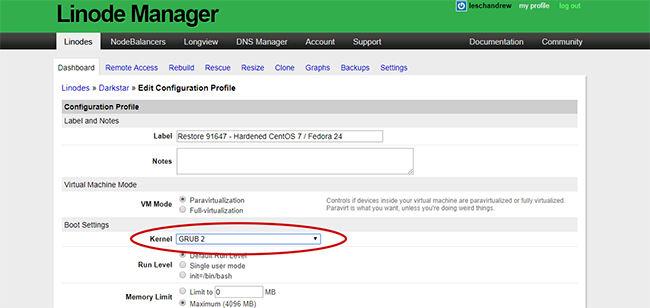 Linode Manager
leschandrew my profile log out
Linodes NodeBalancers Longview DNS Manager Account Support Documentation Community
Dashboard Remote Access Rebuild Rescue Resize Clone Graphs Backups Settings
Linodes » Darkstar » Edit Configuration Profile
Configuration Profile
Label and Notes
Label Restore 91647 - Hardened CentOS 7 / Fedora 24
Notes
Virtual Machine Mode
VM Mode Paravirtualization Controls if devices inside your virtual machine are paravirtualized or fully virtualized.
Full-virtualization Paravirt is what you want, unless you're doing weird things.
Boot Settings
Kernel GRUB 2
Run Level Default Run Level
Single user mode
init=/bin/bash
Memory Limit Limit to 0 MB
Maximum (4096 MB)